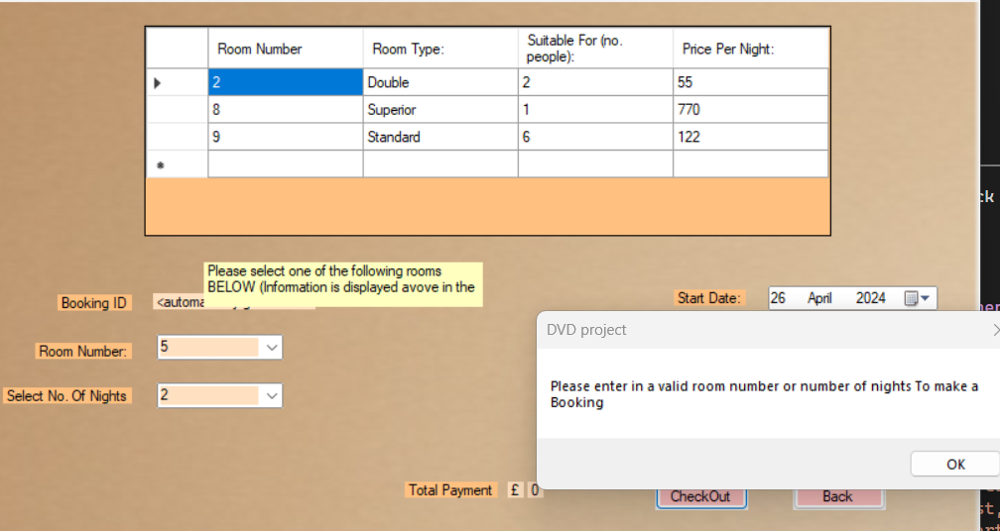 Room Number Room Type: Suitable For (no. people): Price Per Night:
2 Double 2 55
8 Superior 1 770
9 Standard 6 122
Please select one of the following rooms
BELOW (Information is displayed avove in the
Booking ID <automa
Start Date: 26 April 2024
DVD project
Room Number: 5
Please enter in a valid room number or number of nights To make a
Booking
Select No. Of Nights 2
OK
Total Payment £ 0
CheckOut Back